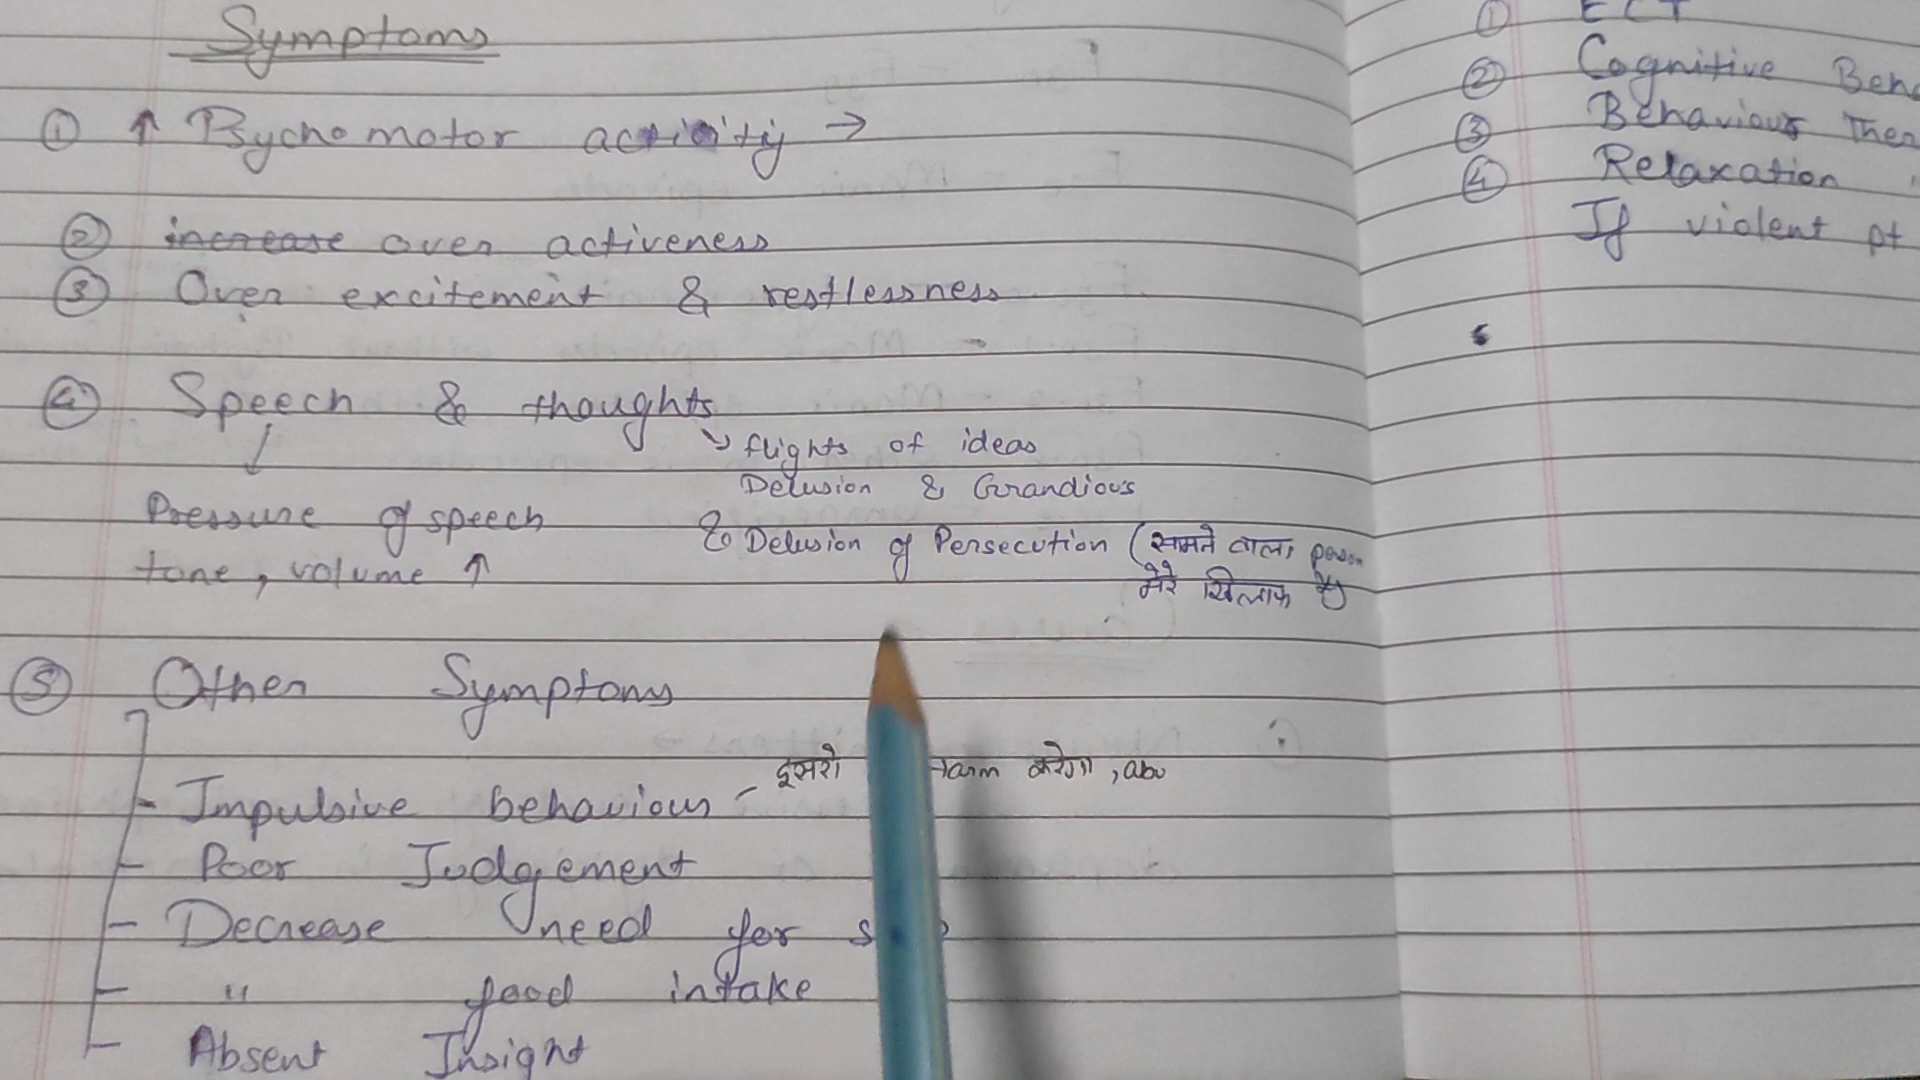 Symptoms
① ↑ Psychomotor activity →
② increase over activeness
③ Over excitement & restlessness
④ Speech & thoughts
↓
↘ flights of ideas
Delusion & Grandious
Pressure of speech
tone, volume ↑
& Delusion of Persecution (सामने वाला person
मेरे खिलाफ है)
⑤ Other Symptoms
- Impulsive behaviour - दूसरो harm करेगा, abu
- Poor Judgement
- Decrease need for
- " food intake
- Absent Insight
① ECT
② Cognitive Beha
③ Behaviour Ther
④ Relaxation
If violent pt